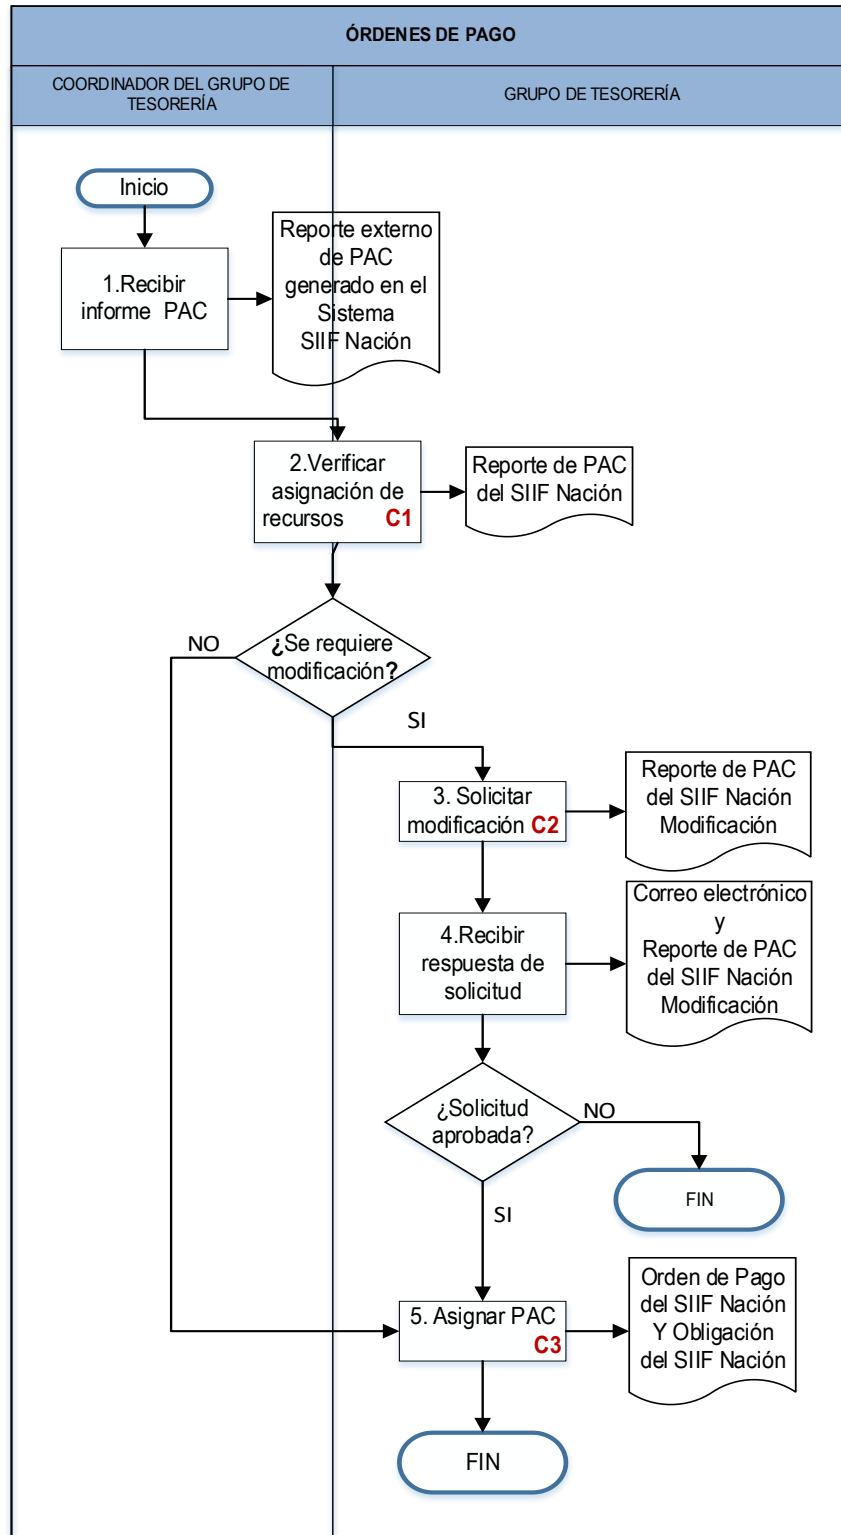 ÓRDENES DE PAGO
COORDINADOR DEL GRUPO DE
TESORERÍA
GRUPO DE TESORERÍA
Inicio
1.Recibir
informe PAC
Reporte externo
de PAC
generado en el
Sistema
SIIF Nación
2.Verificar
asignación de
recursos C1
Reporte de PAC
del SIIF Nación
¿Se requiere
modificación?
NO
SI
3. Solicitar
modificación C2
Reporte de PAC
del SIIF Nación
Modificación
4.Recibir
respuesta de
solicitud
Correo electrónico
y
Reporte de PAC
del SIIF Nación
Modificación
¿Solicitud
aprobada?
NO
FIN
SI
5. Asignar PAC
C3
Orden de Pago
del SIIF Nación
Y Obligación
del SIIF Nación
FIN